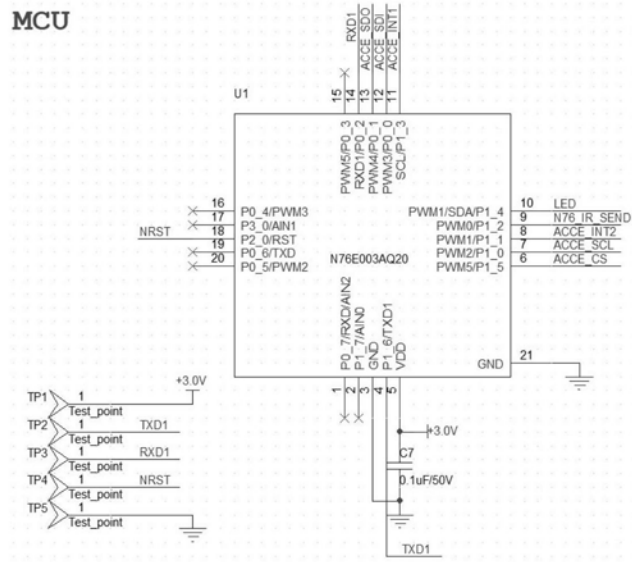 MCU
RXD1
ACCE_SDO
ACCE_SDI
ACCE_INT1
U1
15
14
13
12
11
PWM5/P0_3
RXD1/P0_2
PWM4/P0_1
PWM3/P0_0
SCL/P1_3
16
P0_4/PWM3
17
P3_0/AIN1
NRST
18
P2_0/RST
19
P0_6/TXD
20
P0_5/PWM2
N76E003AQ20
PWM1/SDA/P1_4
10
LED
PWM0/P1_2
9
N76_IR_SEND
PWM1/P1_1
8
ACCE_INT2
PWM2/P1_0
7
ACCE_SCL
PWM5/P1_5
6
ACCE_CS
P0_7/RXD/AIN2
P1_7/AIN0
GND
P1_6/TXD1
VDD
1
2
3
4
5
GND
21
+3.0V
C7
0.1uF/50V
TXD1
+3.0V
TP1
1
Test_point
TP2
1
TXD1
Test_point
TP3
1
RXD1
Test_point
TP4
1
NRST
Test_point
TP5
1
Test_point